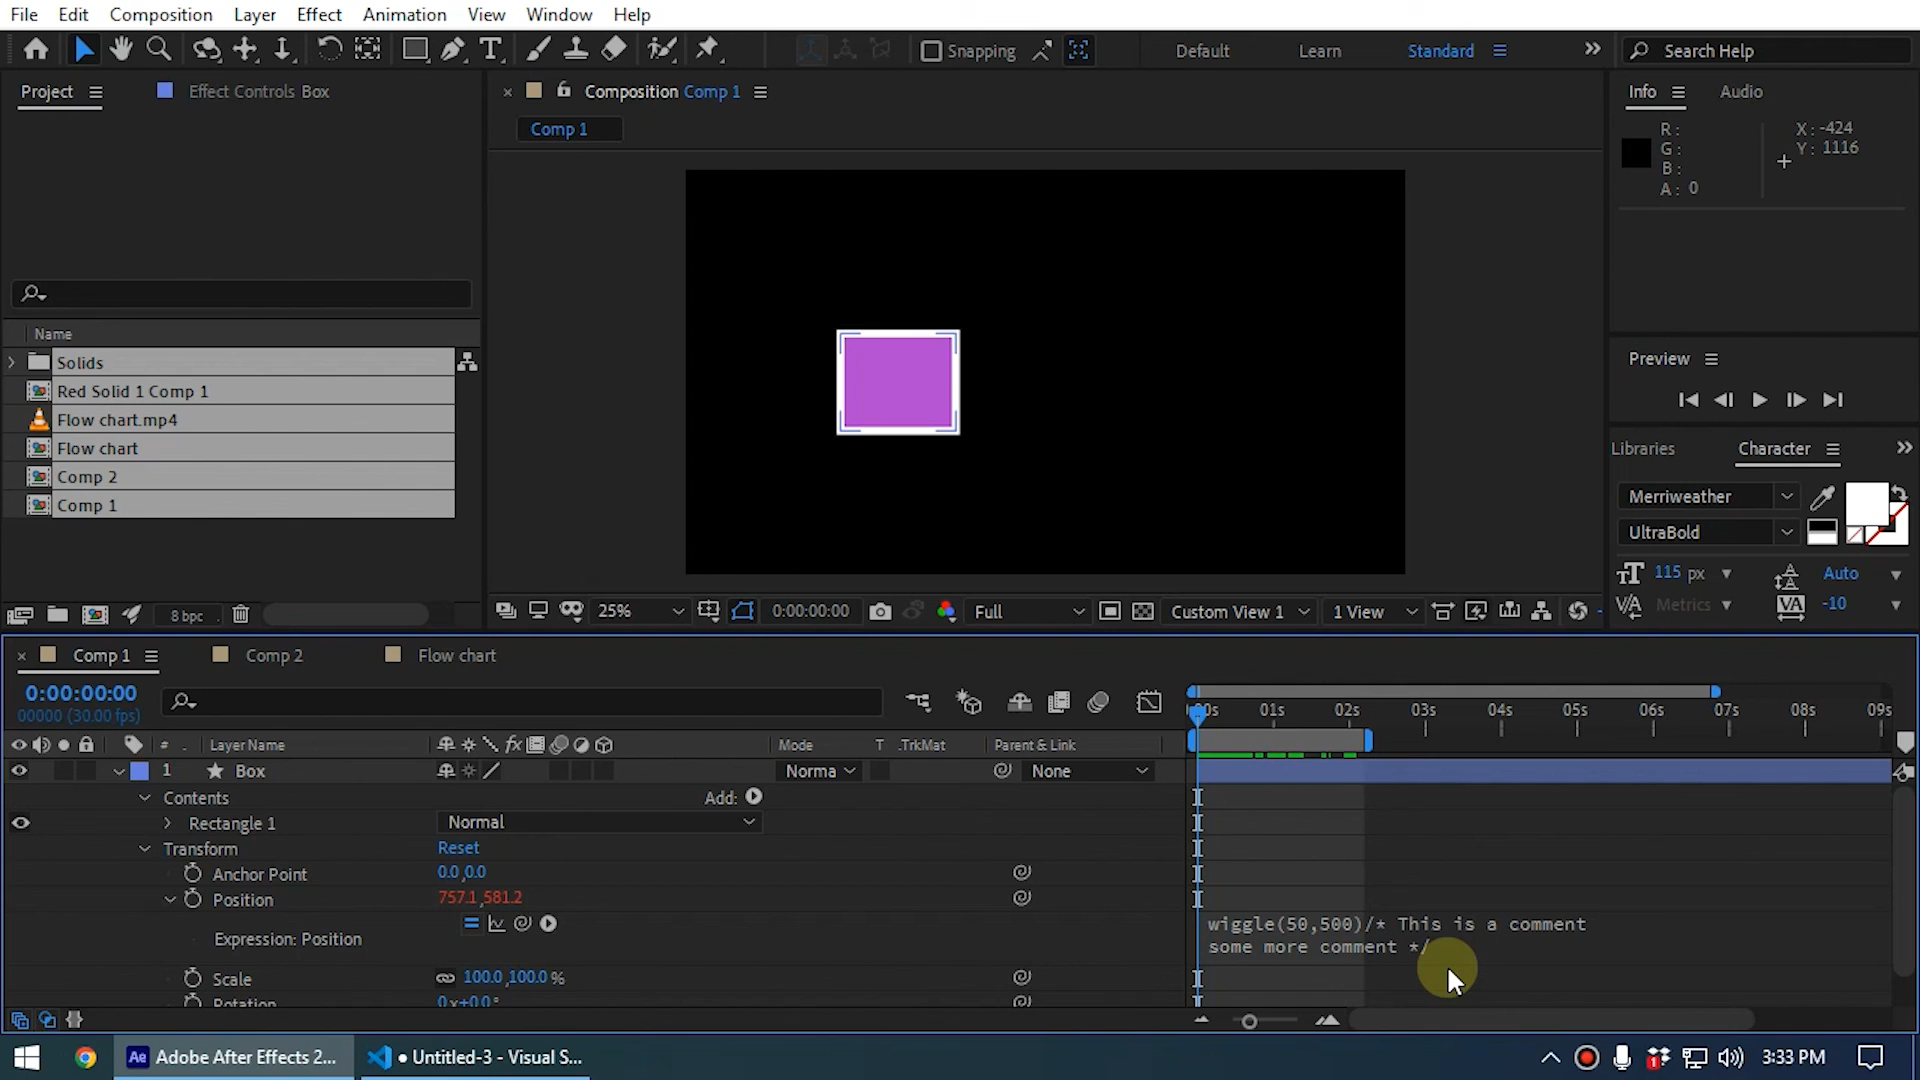 File Edit Composition Layer Effect Animation View Window Help
Snapping Default Learn Standard Search Help
Project Effect Controls Box
Composition Comp 1
Info Audio
Comp 1
R: X: -424
G: Y: 1116
B:
A: 0
Name
Solids
Red Solid 1 Comp 1
Flow chart.mp4
Flow chart
Comp 2
Comp 1
Preview
Libraries Character
Merriweather
UltraBold
115 px Auto
Metrics -10
8 bpc
25% 0:00:00:00 Full Custom View 1 1 View
Comp 1 Comp 2 Flow chart
0:00:00:00
00000 (30.00 fps)
00s 01s 02s 03s 04s 05s 06s 07s 08s 09s
# Layer Name Mode T .TrkMat Parent & Link
1 Box Norma None
Contents Add:
Rectangle 1 Normal
Transform Reset
Anchor Point 0.0,0.0
Position 757.1,581.2
Expression: Position
wiggle(50,500)/* This is a comment
some more comment */
Scale 100.0,100.0 %
Rotation 0x+0.0°
Ae Adobe After Effects 2... ● Untitled-3 - Visual S... 3:33 PM